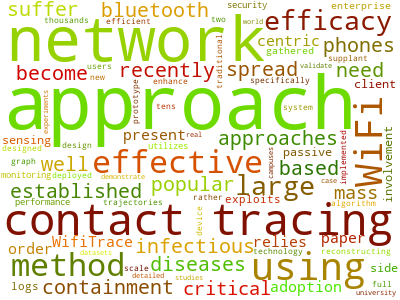 security enterprise
thousands efficient two world
suffer bluetooth efficacy
network centric gathered
users new enhance traditional validate supplant
become recently spread phones need client
prototype specifically tens system
approach
experiments sensing present approaches passive
designed design utilizes graph
well effective based mass WiFi involvement
monitoring deployed demonstrate real campuses case implemented
established popular large exploits
performance trajectories rather algorithm
contact tracing
order WifiTrace infectious device relies paper
datasets technology reconstructing
method diseases using side
scale studies detailed full
logs containment critical adoption university